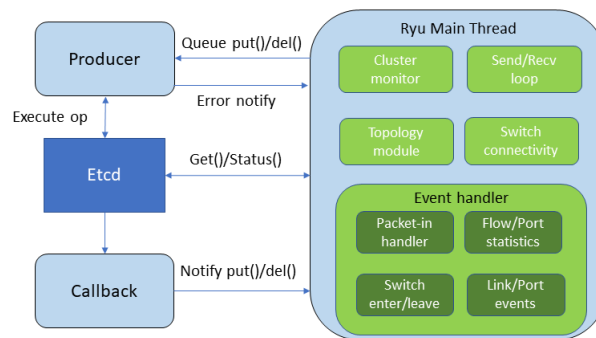 Ryu Main Thread
Producer
Queue put()/del()
Error notify
Cluster
monitor
Send/Recv
loop
Execute op
Topology
module
Switch
connectivity
Etcd
Get()/Status()
Event handler
Packet-in
handler
Flow/Port
statistics
Callback
Notify put()/del()
Switch
enter/leave
Link/Port
events